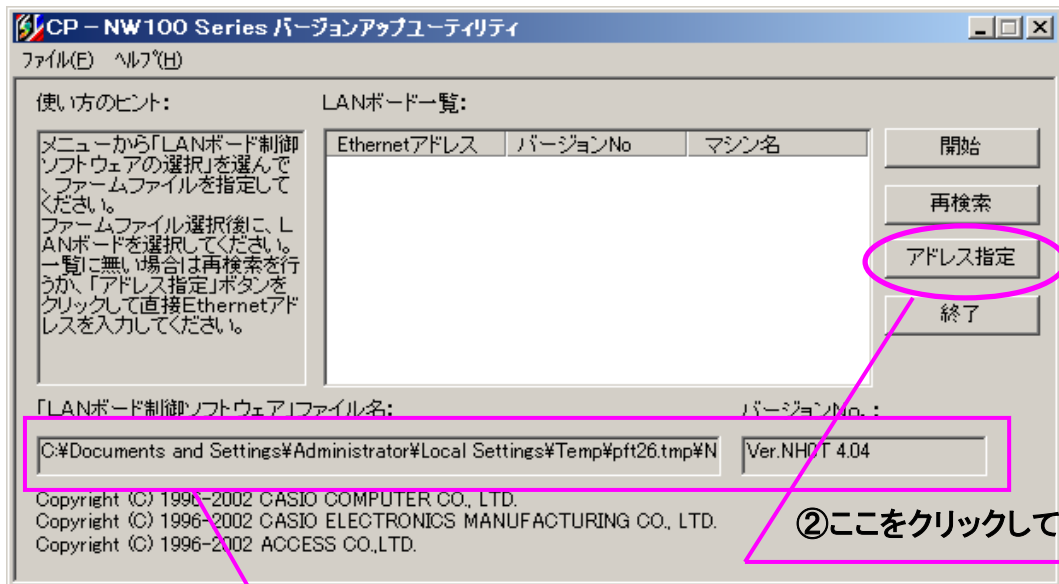 CP－NW100 Series バージョンアップユーティリティ
ファイル(F) ヘルプ(H)
使い方のヒント：
メニューから「LANボード制御
ソフトウェアの選択」を選んで
、ファームファイルを指定して
ください。
ファームファイル選択後に、L
ANボードを選択してください。
一覧に無い場合は再検索を行
うか、「アドレス指定」ボタンを
クリックして直接Ethernetアド
レスを入力してください。
LANボード一覧：
Ethernetアドレス バージョンNo マシン名
開始
再検索
アドレス指定
終了
「LANボード制御ソフトウェア」ファイル名： バージョンNo.：
C:¥Documents and Settings¥Administrator¥Local Settings¥Temp¥pft26.tmp¥N Ver.NHOT 4.04
Copyright (C) 1996-2002 CASIO COMPUTER CO., LTD.
Copyright (C) 1996-2002 CASIO ELECTRONICS MANUFACTURING CO., LTD.
Copyright (C) 1996-2002 ACCESS CO.,LTD.
②ここをクリックして